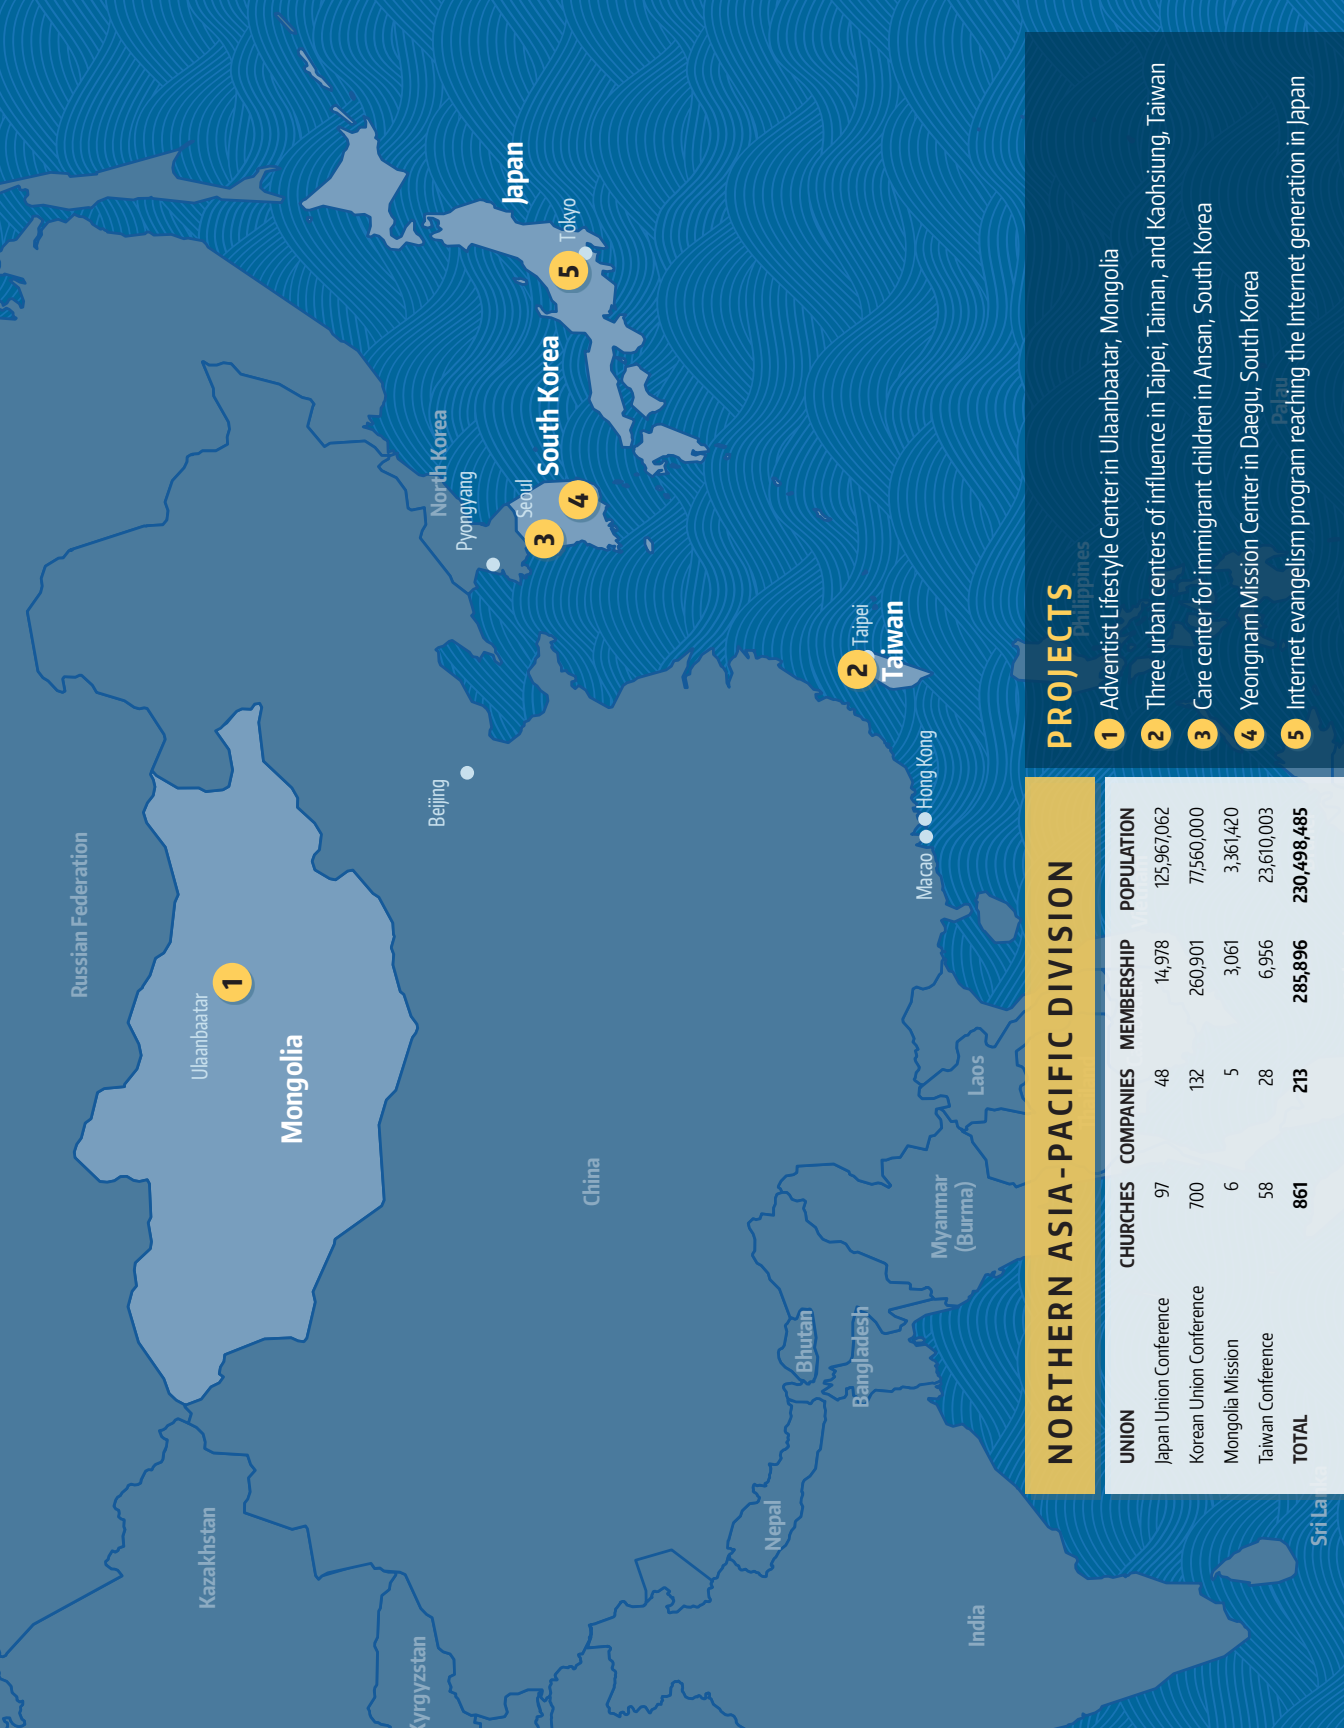 Russian Federation
Kazakhstan
Kyrgyzstan
Ulaanbaatar
1
Mongolia
Beijing
China
North Korea
Pyongyang
Seoul
South Korea
3
4
Japan
Tokyo
5
2
Taipei
Taiwan
Hong Kong
Macao
Laos
Myanmar
(Burma)
Bhutan
Bangladesh
Nepal
India
Sri Lanka
Philippines
Palau
NORTHERN ASIA-PACIFIC DIVISION
UNION CHURCHES COMPANIES MEMBERSHIP POPULATION
Japan Union Conference 97 48 14,978 125,967,062
Korean Union Conference 700 132 260,901 77,560,000
Mongolia Mission 6 5 3,061 3,361,420
Taiwan Conference 58 28 6,956 23,610,003
TOTAL 861 213 285,896 230,498,485
PROJECTS
1 Adventist Lifestyle Center in Ulaanbaatar, Mongolia
2 Three urban centers of influence in Taipei, Tainan, and Kaohsiung, Taiwan
3 Care center for immigrant children in Ansan, South Korea
4 Yeongnam Mission Center in Daegu, South Korea
5 Internet evangelism program reaching the Internet generation in Japan